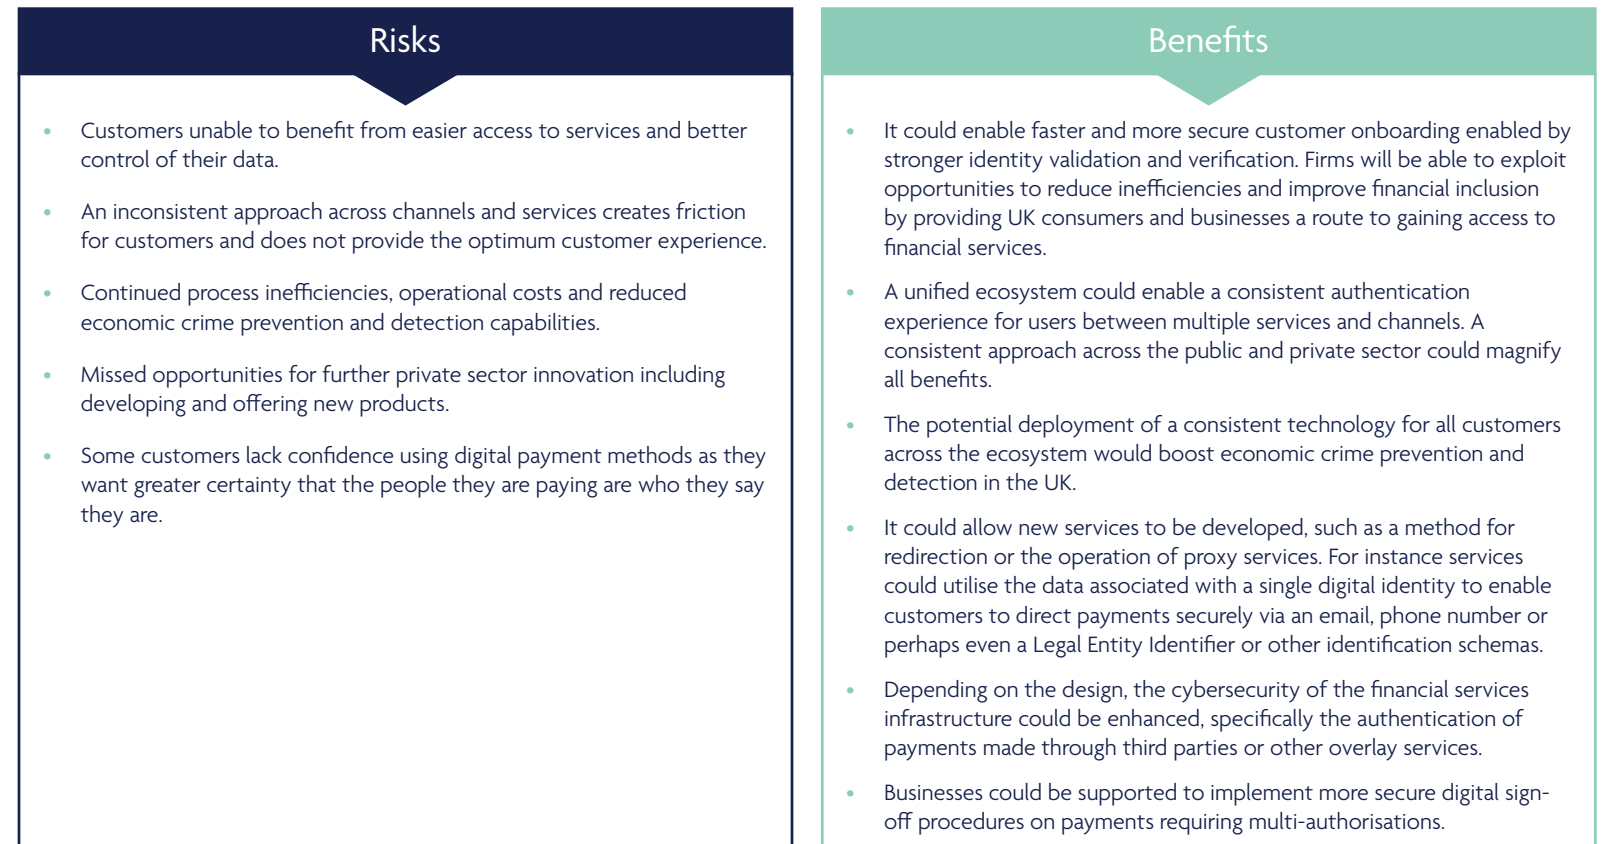 Risks
Customers unable to benefit from easier access to services and better
control of their data.
An inconsistent approach across channels and services creates friction
for customers and does not provide the optimum customer experience.
Continued process inefficiencies, operational costs and reduced
economic crime prevention and detection capabilities.
Missed opportunities for further private sector innovation including
developing and offering new products.
Some customers lack confidence using digital payment methods as they
want greater certainty that the people they are paying are who they say
they are.
Benefits
It could enable faster and more secure customer onboarding enabled by
stronger identity validation and verification. Firms will be able to exploit
opportunities to reduce inefficiencies and improve financial inclusion
by providing UK consumers and businesses a route to gaining access to
financial services.
A unified ecosystem could enable a consistent authentication
experience for users between multiple services and channels. A
consistent approach across the public and private sector could magnify
all benefits.
The potential deployment of a consistent technology for all customers
across the ecosystem would boost economic crime prevention and
detection in the UK.
It could allow new services to be developed, such as a method for
redirection or the operation of proxy services. For instance services
could utilise the data associated with a single digital identity to enable
customers to direct payments securely via an email, phone number or
perhaps even a Legal Entity Identifier or other identification schemas.
Depending on the design, the cybersecurity of the financial services
infrastructure could be enhanced, specifically the authentication of
payments made through third parties or other overlay services.
Businesses could be supported to implement more secure digital sign-
off procedures on payments requiring multi-authorisations.